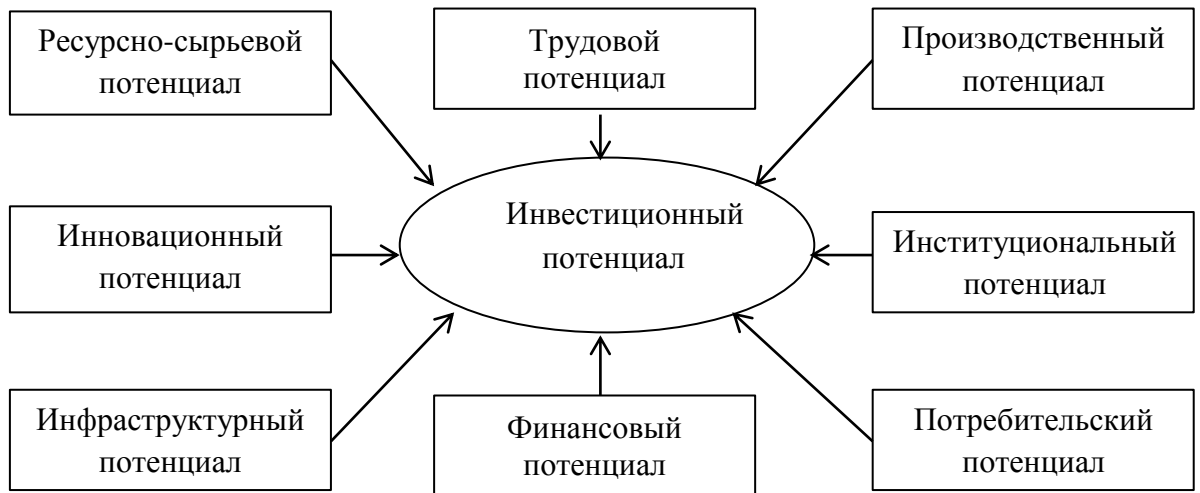 Ресурсно-сырьевой
потенциал
Трудовой
потенциал
Производственный
потенциал
Инновационный
потенциал
Инвестиционный
потенциал
Институциональный
потенциал
Инфраструктурный
потенциал
Финансовый
потенциал
Потребительский
потенциал